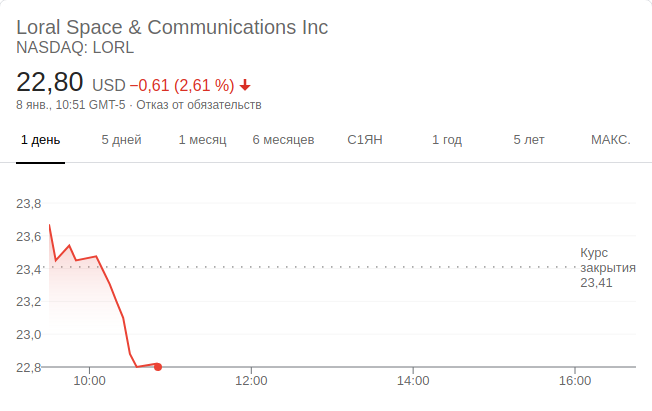 Loral Space & Communications Inc
NASDAQ: LORL
22,80 USD −0,61 (2,61 %)
8 янв., 10:51 GMT-5 · Отказ от обязательств
1 день 5 дней 1 месяц 6 месяцев С1ЯН 1 год 5 лет МАКС.
23,8
23,6
23,4
23,2
23,0
22,8
Курс
закрытия
23,41
10:00 12:00 14:00 16:00